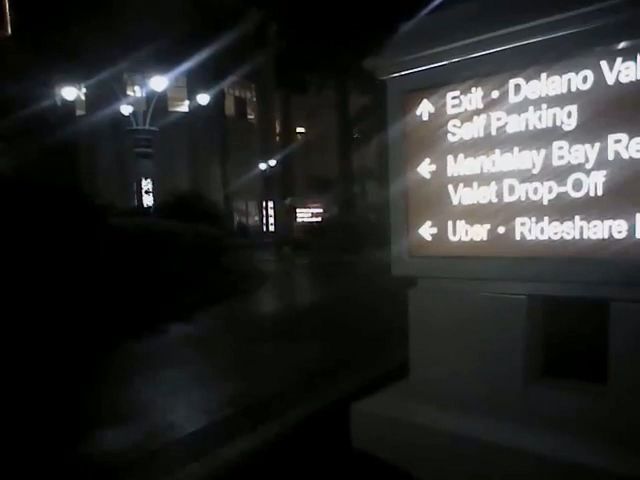 Exit • Delano Val
Self Parking
Mandalay Bay Re
Valet Drop-Off
Uber • Rideshare